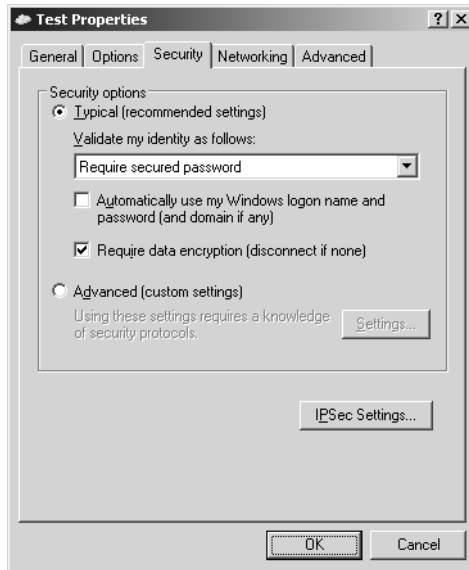 Test Properties
General Options Security Networking Advanced
Security options
Typical (recommended settings)
Validate my identity as follows:
Require secured password
Automatically use my Windows logon name and
password (and domain if any)
Require data encryption (disconnect if none)
Advanced (custom settings)
Using these settings requires a knowledge
of security protocols.
Settings...
IPSec Settings...
OK Cancel